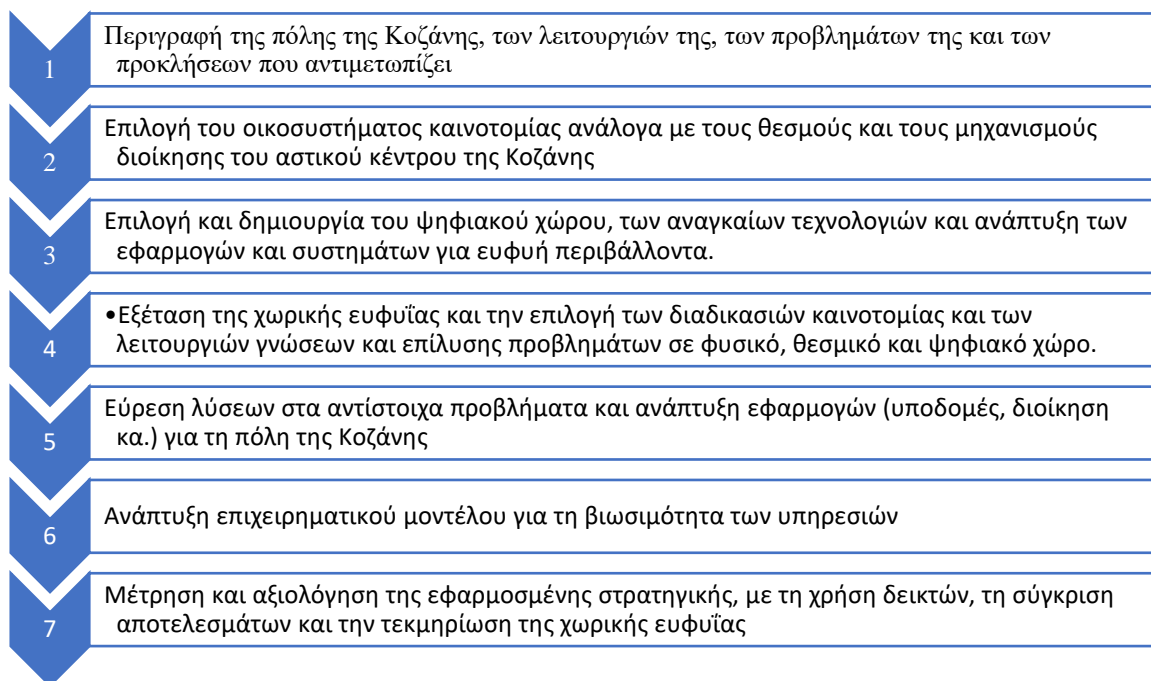 1
Περιγραφή της πόλης της Κοζάνης, των λειτουργιών της, των προβλημάτων της και των
προκλήσεων που αντιμετωπίζει
2
Επιλογή του οικοσυστήματος καινοτομίας ανάλογα με τους θεσμούς και τους μηχανισμούς
διοίκησης του αστικού κέντρου της Κοζάνης
3
Επιλογή και δημιουργία του ψηφιακού χώρου, των αναγκαίων τεχνολογιών και ανάπτυξη των
εφαρμογών και συστημάτων για ευφυή περιβάλλοντα.
4
•Εξέταση της χωρικής ευφυΐας και την επιλογή των διαδικασιών καινοτομίας και των
λειτουργιών γνώσεων και επίλυσης προβλημάτων σε φυσικό, θεσμικό και ψηφιακό χώρο.
5
Εύρεση λύσεων στα αντίστοιχα προβλήματα και ανάπτυξη εφαρμογών (υποδομές, διοίκηση
κα.) για τη πόλη της Κοζάνης
6
Ανάπτυξη επιχειρηματικού μοντέλου για τη βιωσιμότητα των υπηρεσιών
7
Μέτρηση και αξιολόγηση της εφαρμοσμένης στρατηγικής, με τη χρήση δεικτών, τη σύγκριση
αποτελεσμάτων και την τεκμηρίωση της χωρικής ευφυΐας